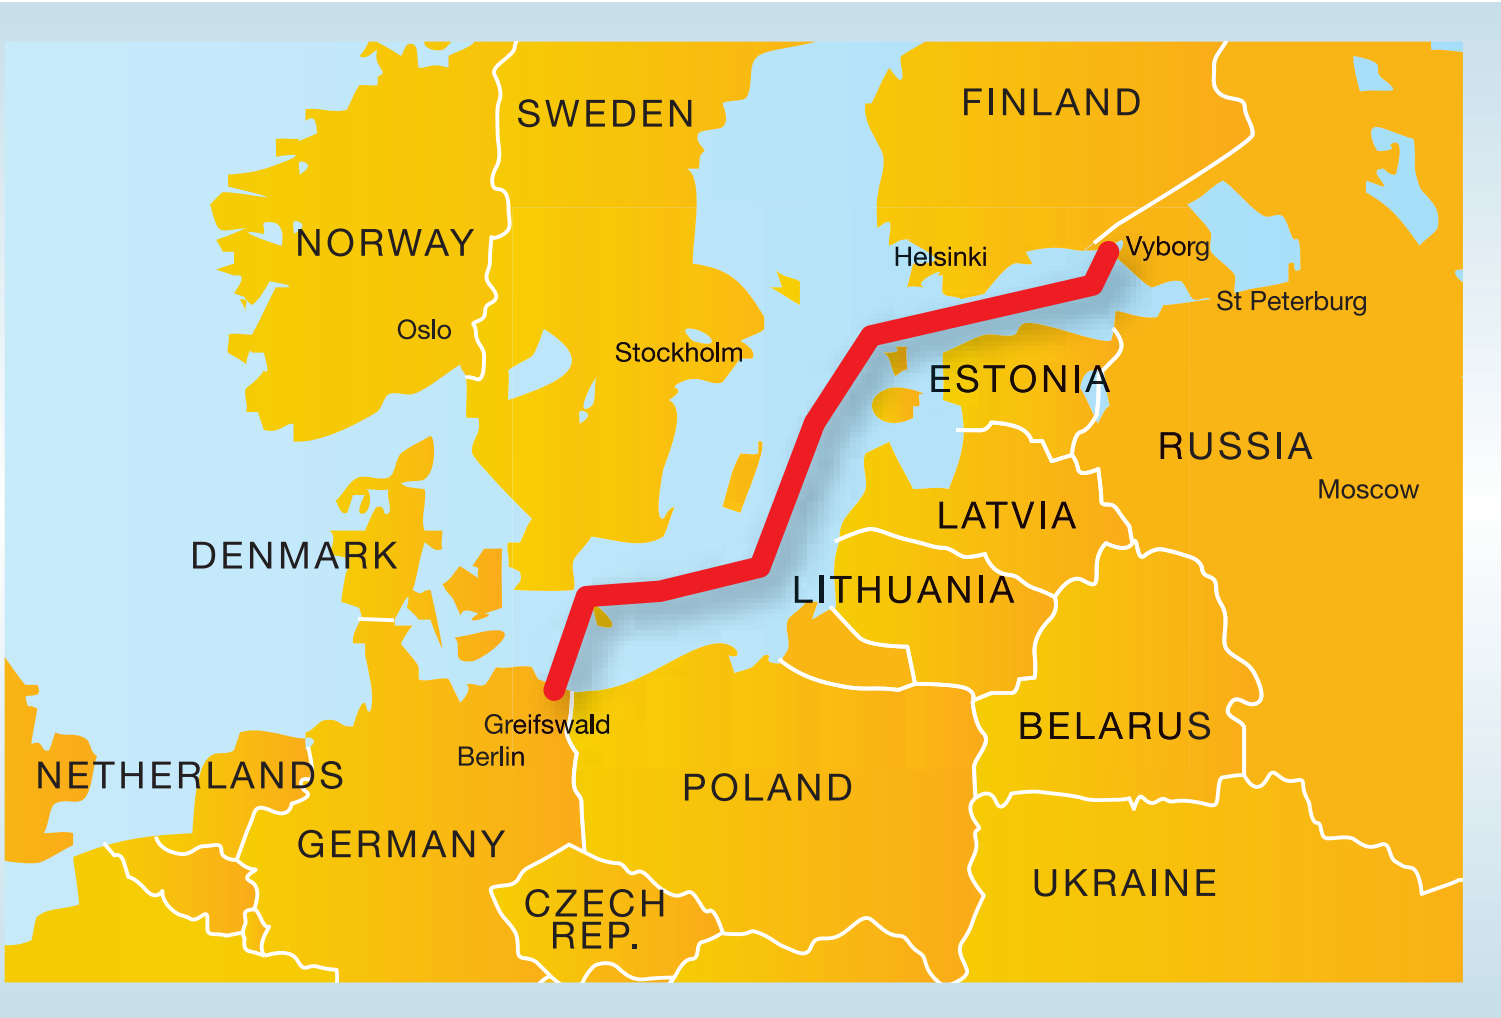 FINLAND
SWEDEN
NORWAY
Vyborg
Helsinki
St Peterburg
Oslo
Stockholm
ESTONIA
RUSSIA
Moscow
LATVIA
DENMARK
LITHUANIA
Greifswald
BELARUS
Berlin
NETHERLANDS
POLAND
GERMANY
UKRAINE
CZECH
REP.